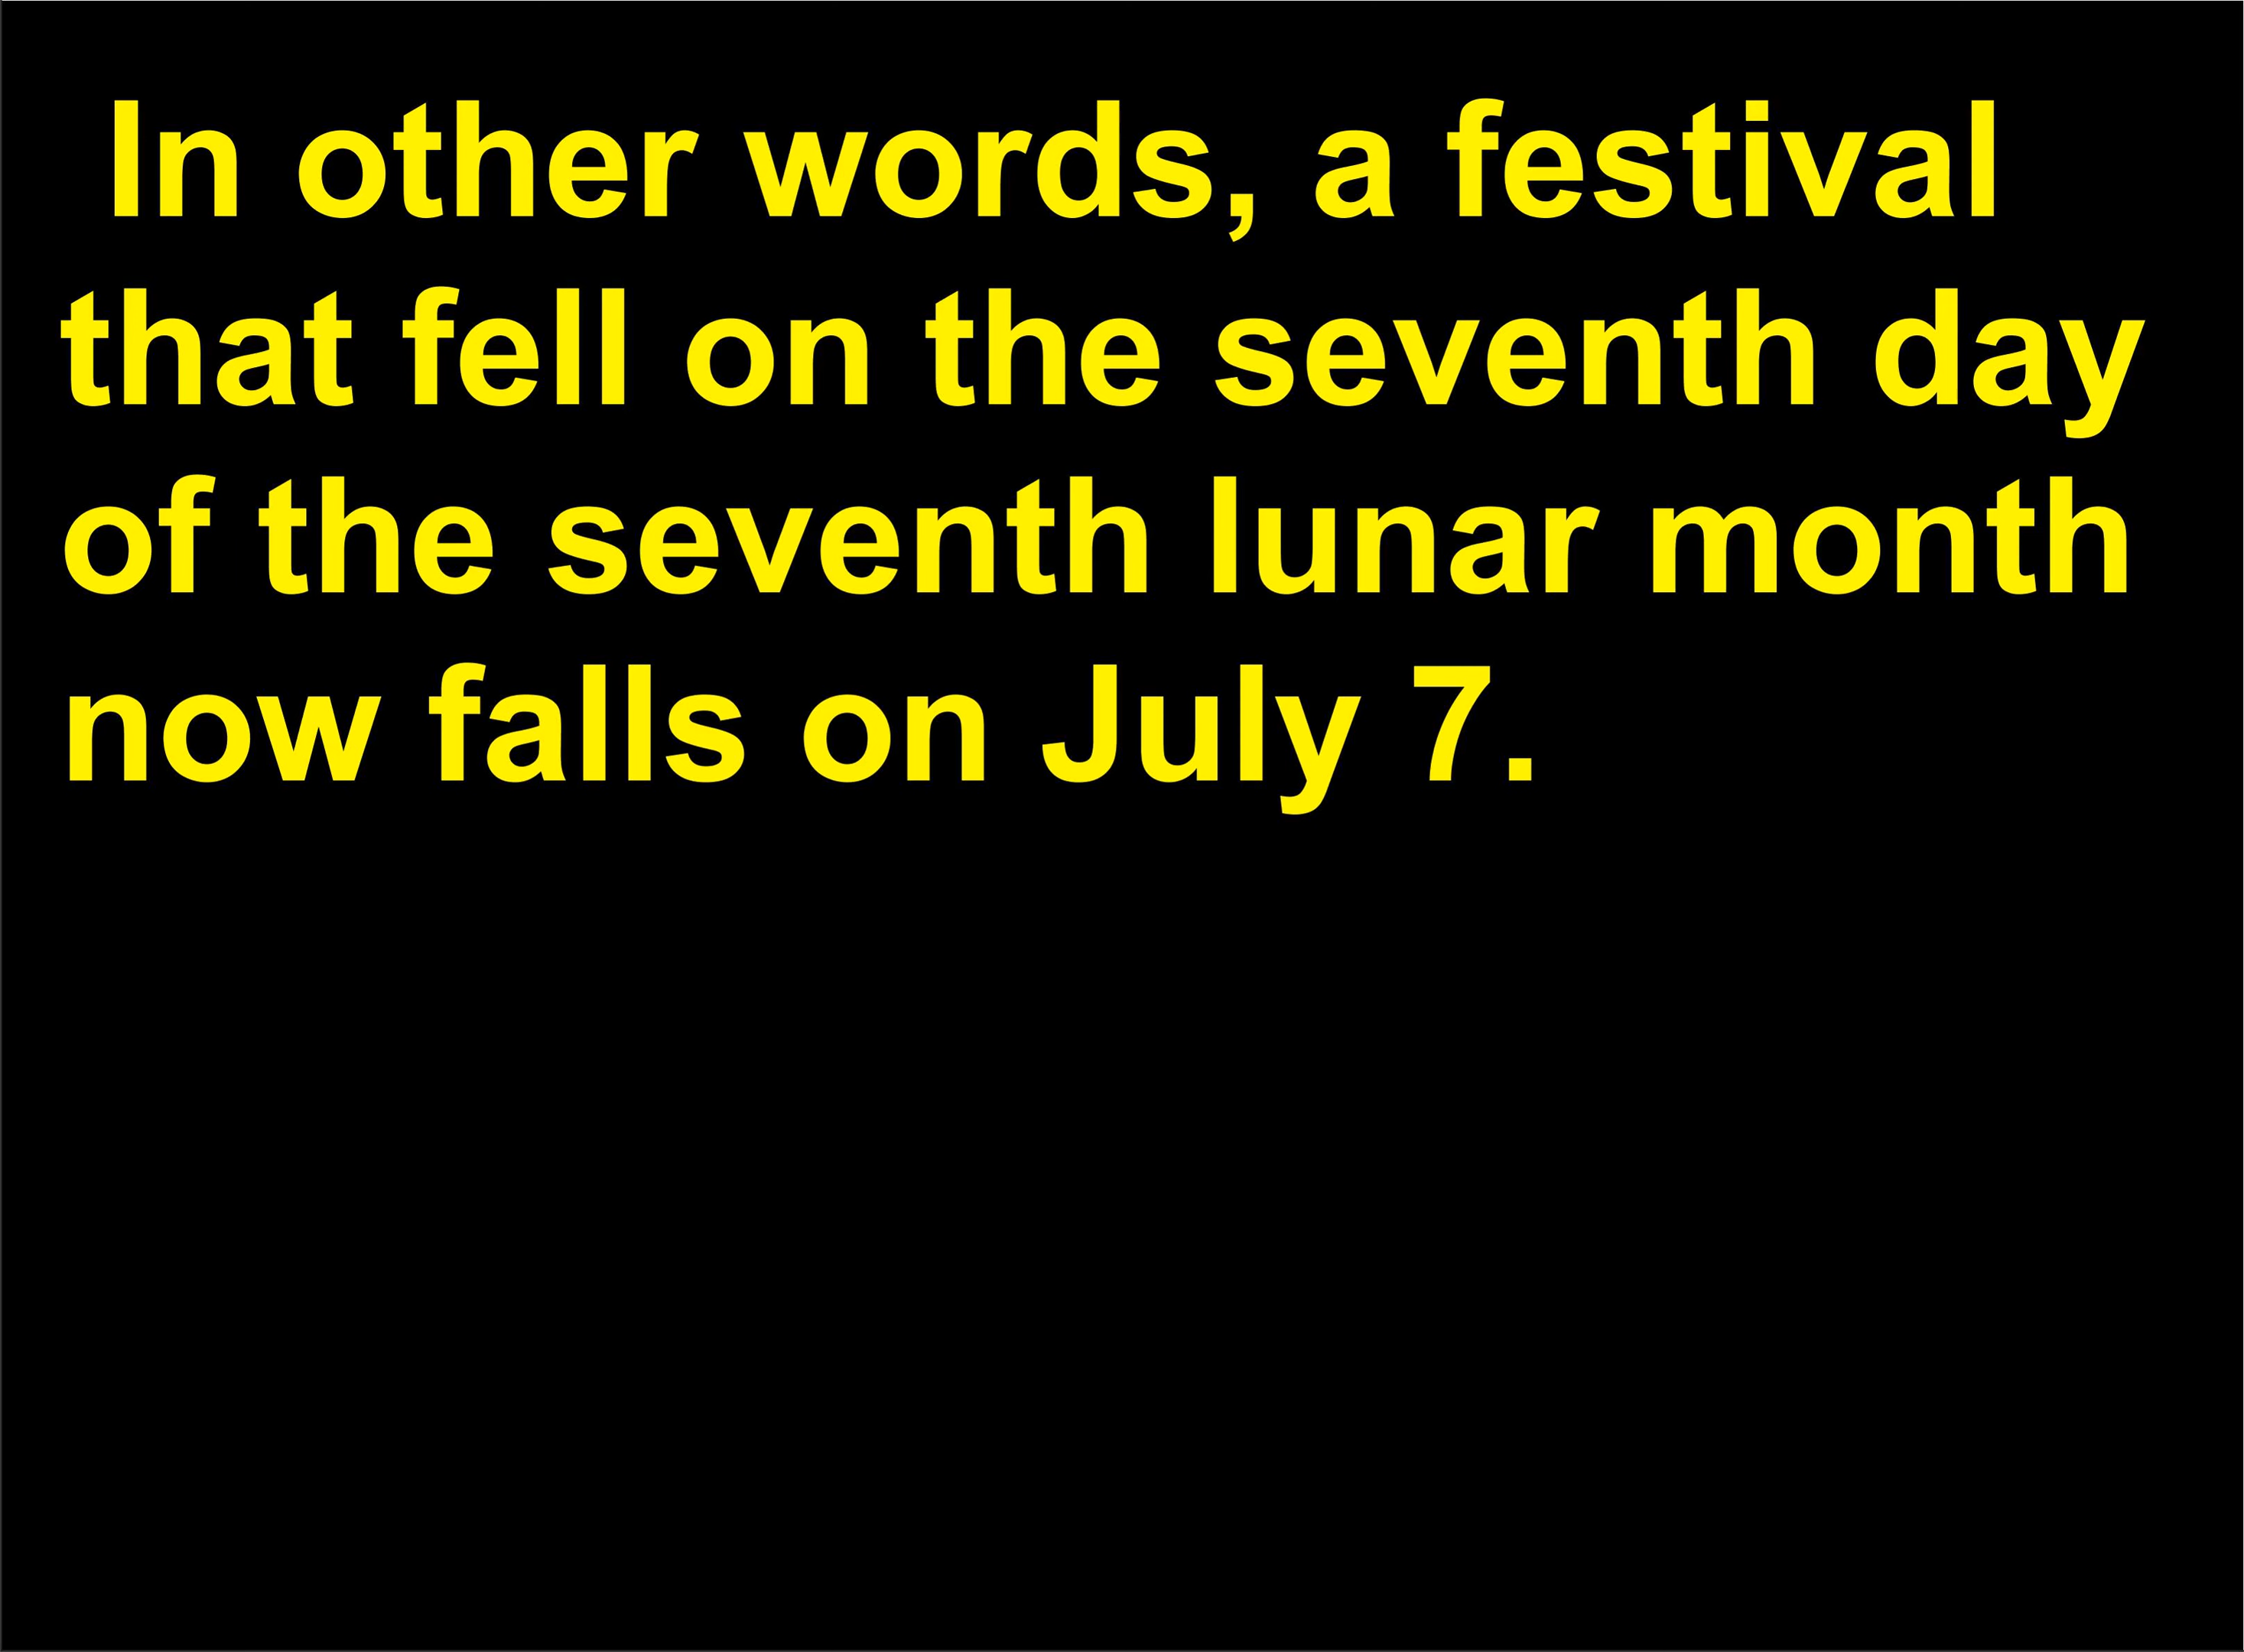 In other words, a festival
that fell on the seventh day
of the seventh lunar month
now falls on July 7.